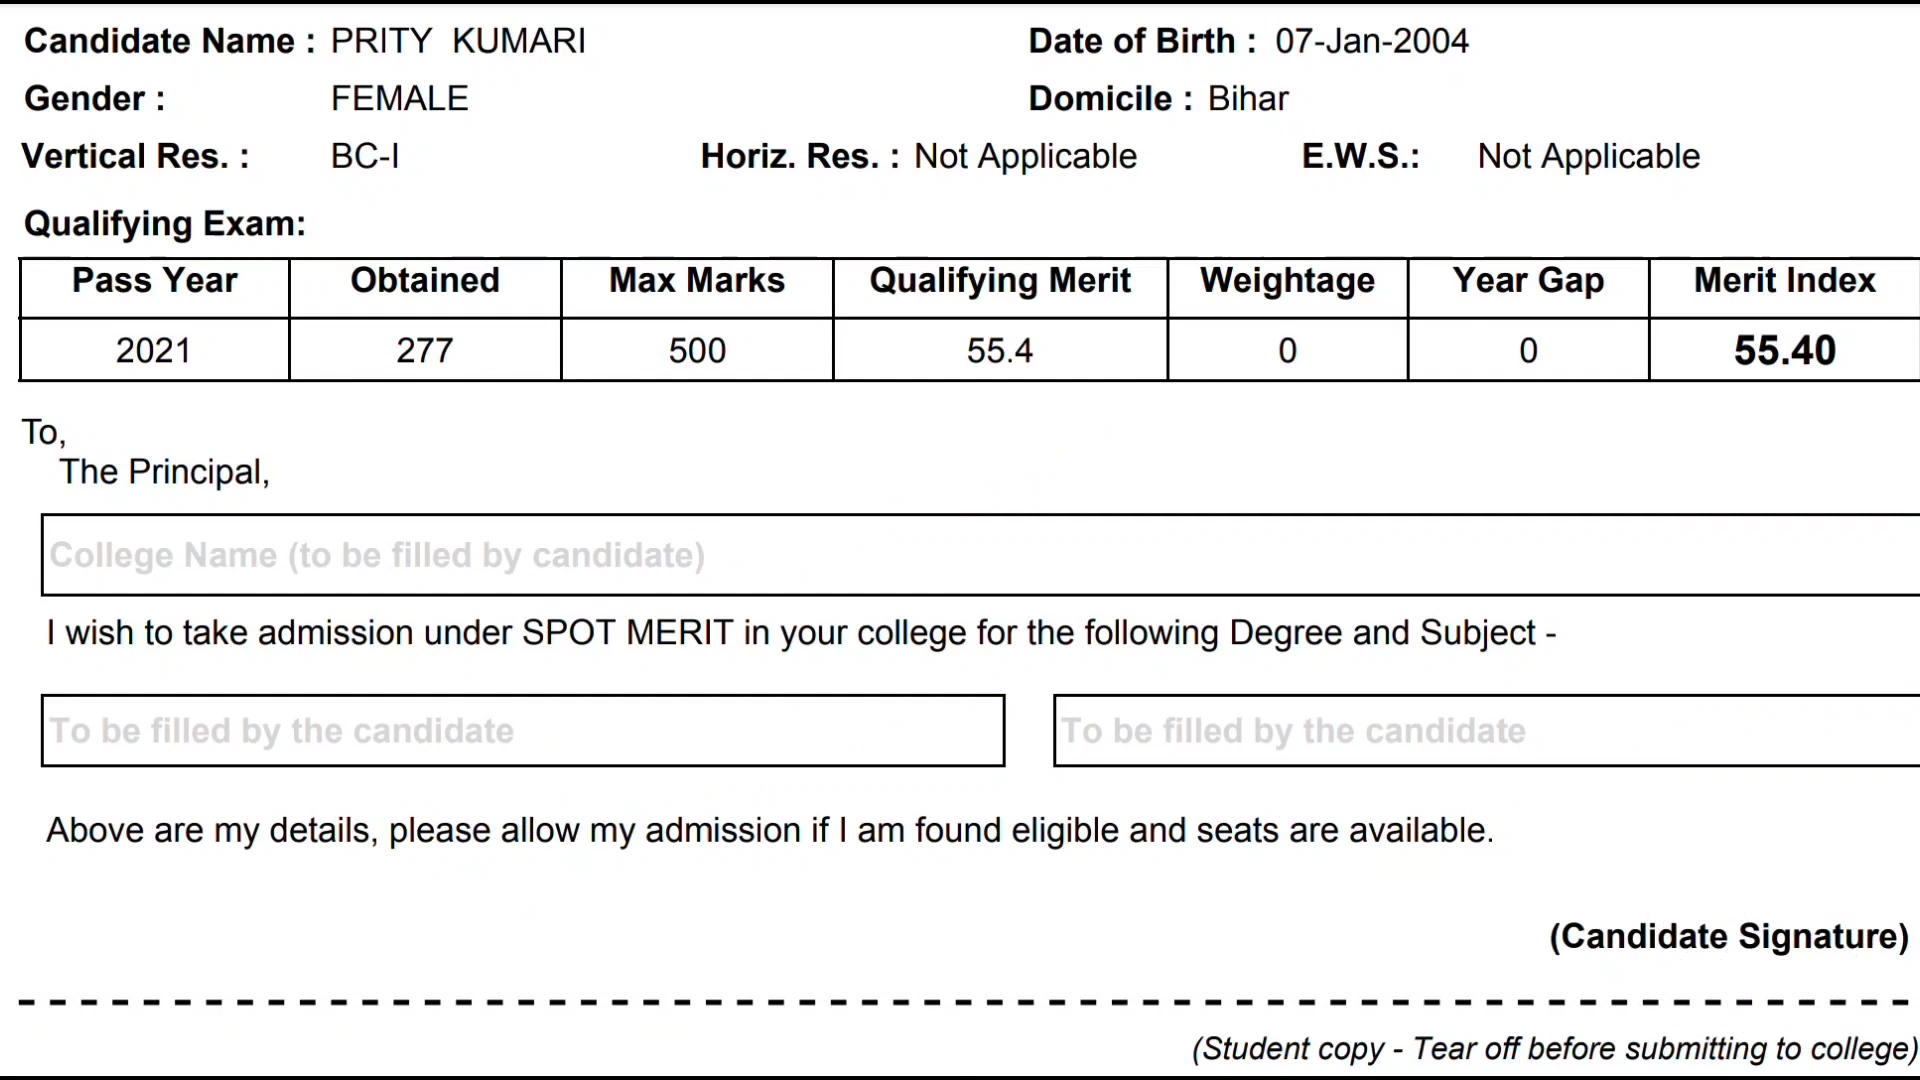 Candidate Name : PRITY KUMARI Date of Birth : 07-Jan-2004
Gender : FEMALE Domicile : Bihar
Vertical Res. : BC-I Horiz. Res. : Not Applicable E.W.S.: Not Applicable
Qualifying Exam:
Pass Year Obtained Max Marks Qualifying Merit Weightage Year Gap Merit Index
2021 277 500 55.4 0 0 55.40
To,
The Principal,
College Name (to be filled by candidate)
I wish to take admission under SPOT MERIT in your college for the following Degree and Subject -
To be filled by the candidate To be filled by the candidate
Above are my details, please allow my admission if I am found eligible and seats are available.
(Candidate Signature)
(Student copy - Tear off before submitting to college)